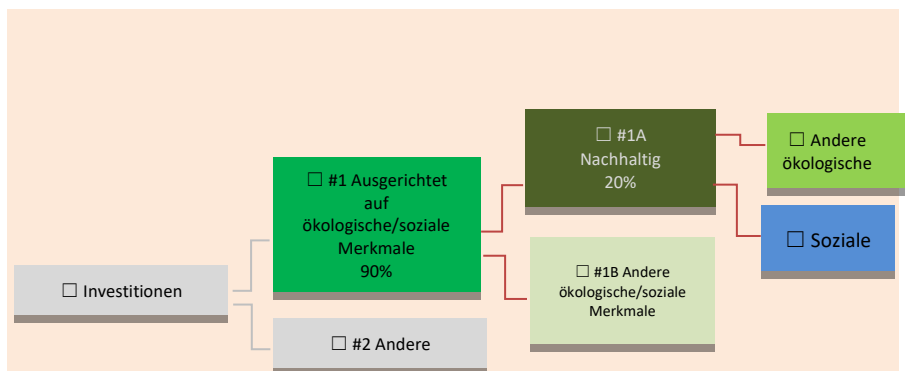 ☐ Investitionen
☐ #1 Ausgerichtet
auf
ökologische/soziale
Merkmale
90%
☐ #2 Andere
☐ #1A
Nachhaltig
20%
☐ #1B Andere
ökologische/soziale
Merkmale
☐ Andere
ökologische
☐ Soziale